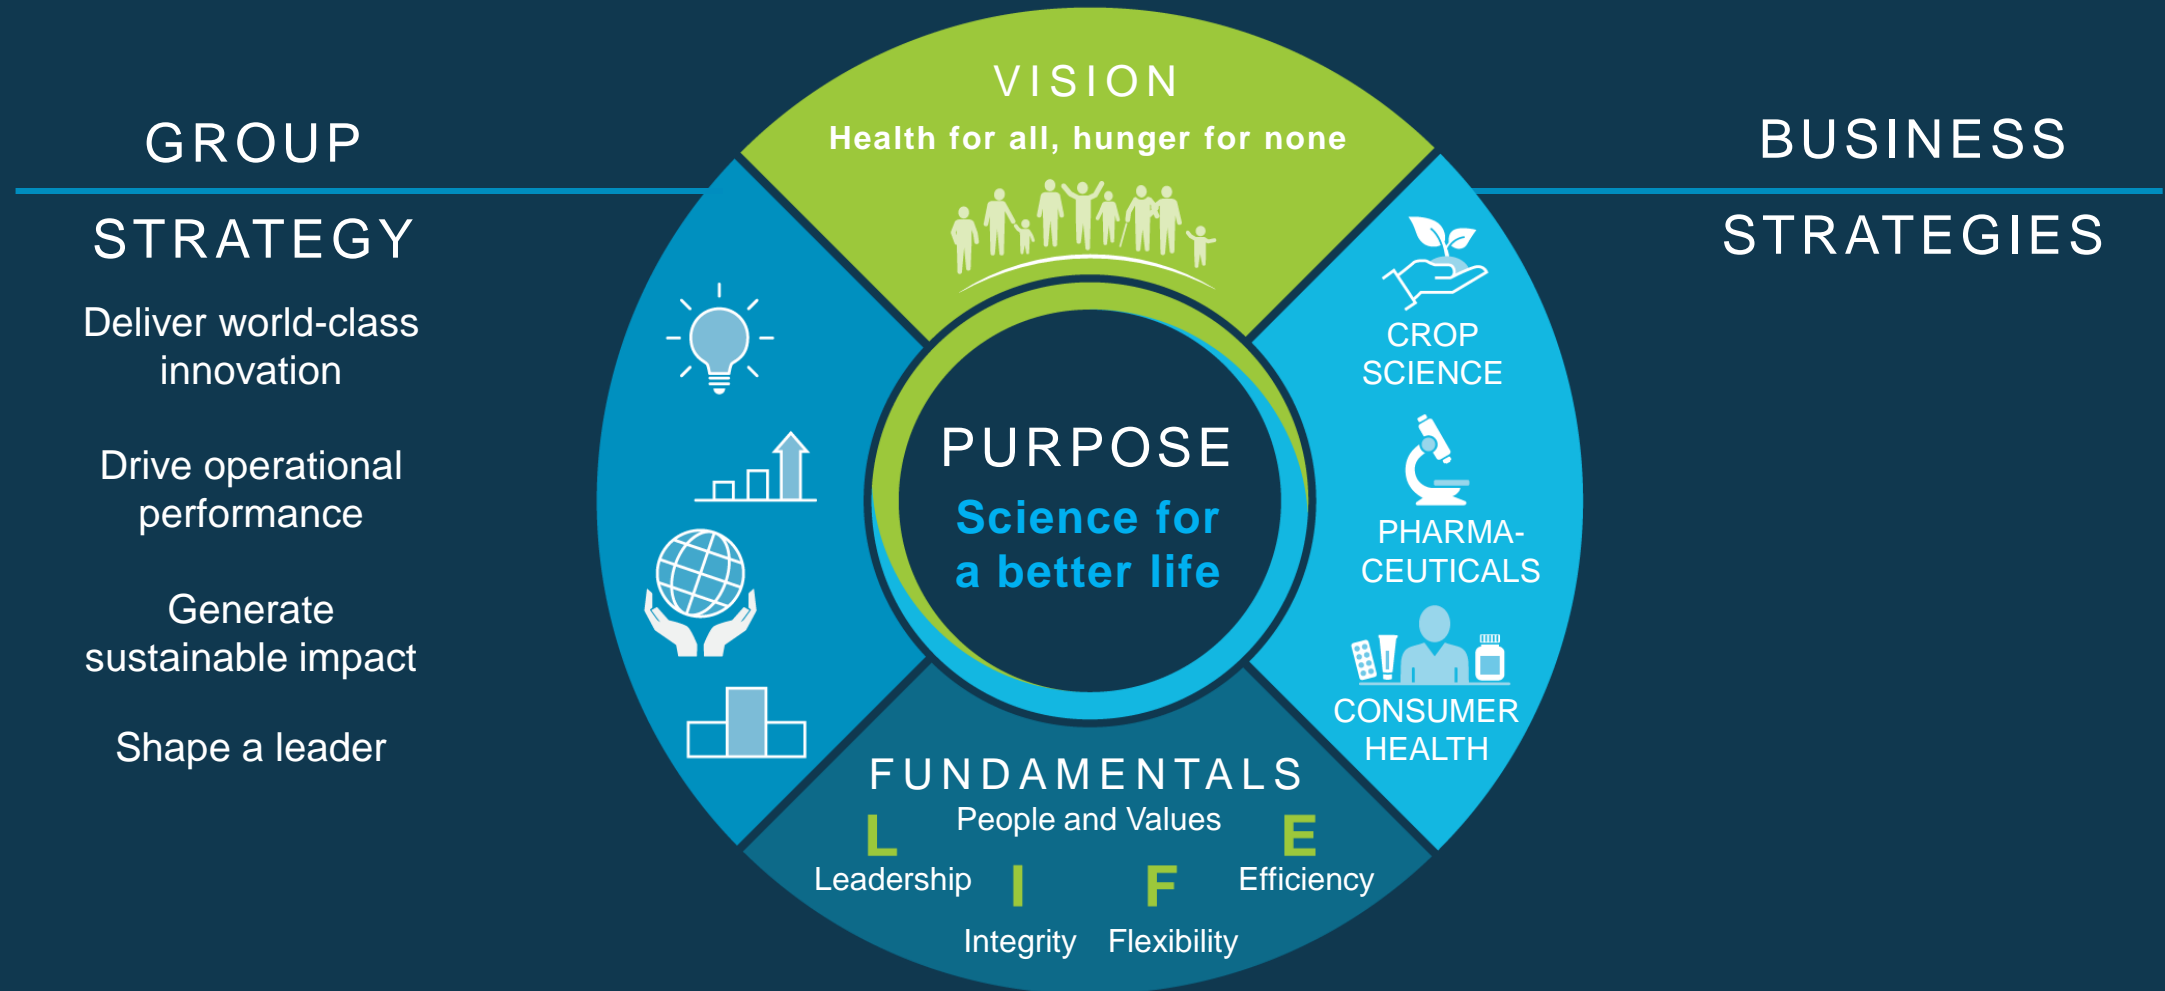 GROUP
STRATEGY
Deliver world-class
innovation
Drive operational
performance
Generate
sustainable impact
Shape a leader
VISION
Health for all, hunger for none
PURPOSE
Science for
a better life
FUNDAMENTALS
People and Values
L
Leadership
I
Integrity
F
Flexibility
E
Efficiency
BUSINESS
STRATEGIES
CROP
SCIENCE
PHARMA-
CEUTICALS
CONSUMER
HEALTH